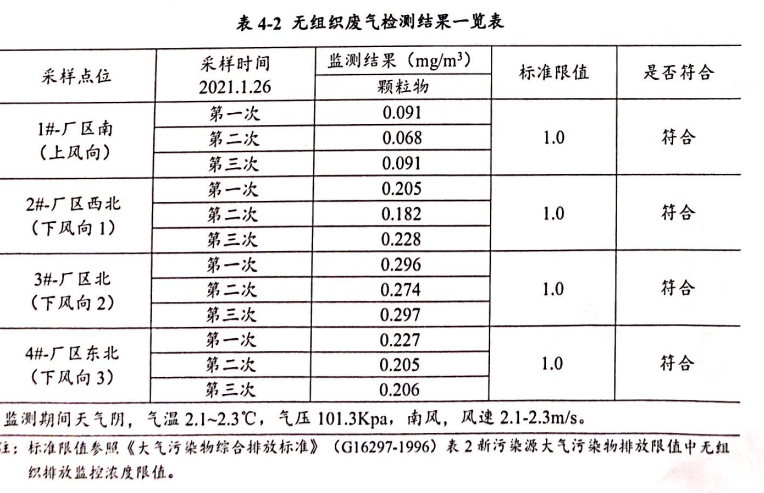 表 4-2 无组织废气检测结果一览表
采样点位 采样时间 2021.1.26 监测结果（mg/m³） 颗粒物 标准限值 是否符合
1#-厂区南（上风向） 第一次 0.091 1.0 符合
第二次 0.068
第三次 0.091
2#-厂区西北（下风向 1） 第一次 0.205 1.0 符合
第二次 0.182
第三次 0.228
3#-厂区北（下风向 2） 第一次 0.296 1.0 符合
第二次 0.274
第三次 0.297
4#-厂区东北（下风向 3） 第一次 0.227 1.0 符合
第二次 0.205
第三次 0.206
监测期间天气阴，气温 2.1~2.3℃，气压 101.3Kpa，南风，风速 2.1-2.3m/s。
注：标准限值参照《大气污染物综合排放标准》（G16297-1996）表 2 新污染源大气污染物排放限值中无组
织排放监控浓度限值。